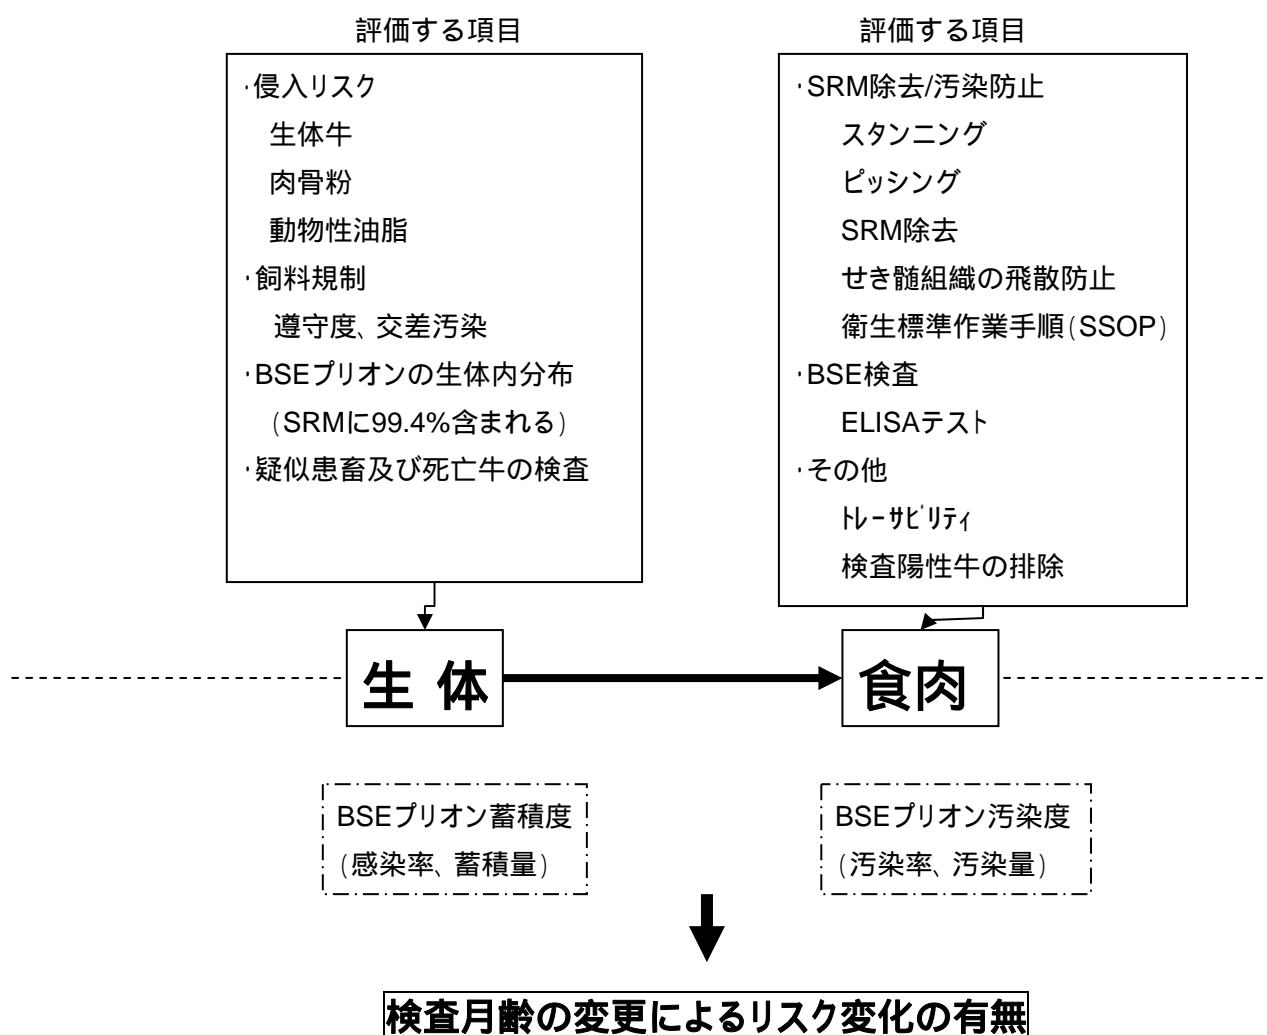 評価する項目
・侵入リスク
生体牛
肉骨粉
動物性油脂
・飼料規制
遵守度、交差汚染
・BSEプリオンの生体内分布
(SRMに99.4%含まれる)
・疑似患畜及び死亡牛の検査
評価する項目
・SRM除去/汚染防止
スタンニング
ピッシング
SRM除去
せき髄組織の飛散防止
衛生標準作業手順(SSOP)
・BSE検査
ELISAテスト
・その他
ﾄﾚｰｻﾋﾞﾘﾃｨ
検査陽性牛の排除
生 体
食肉
BSEプリオン蓄積度
(感染率、蓄積量)
BSEプリオン汚染度
(汚染率、汚染量)
検査月齢の変更によるリスク変化の有無